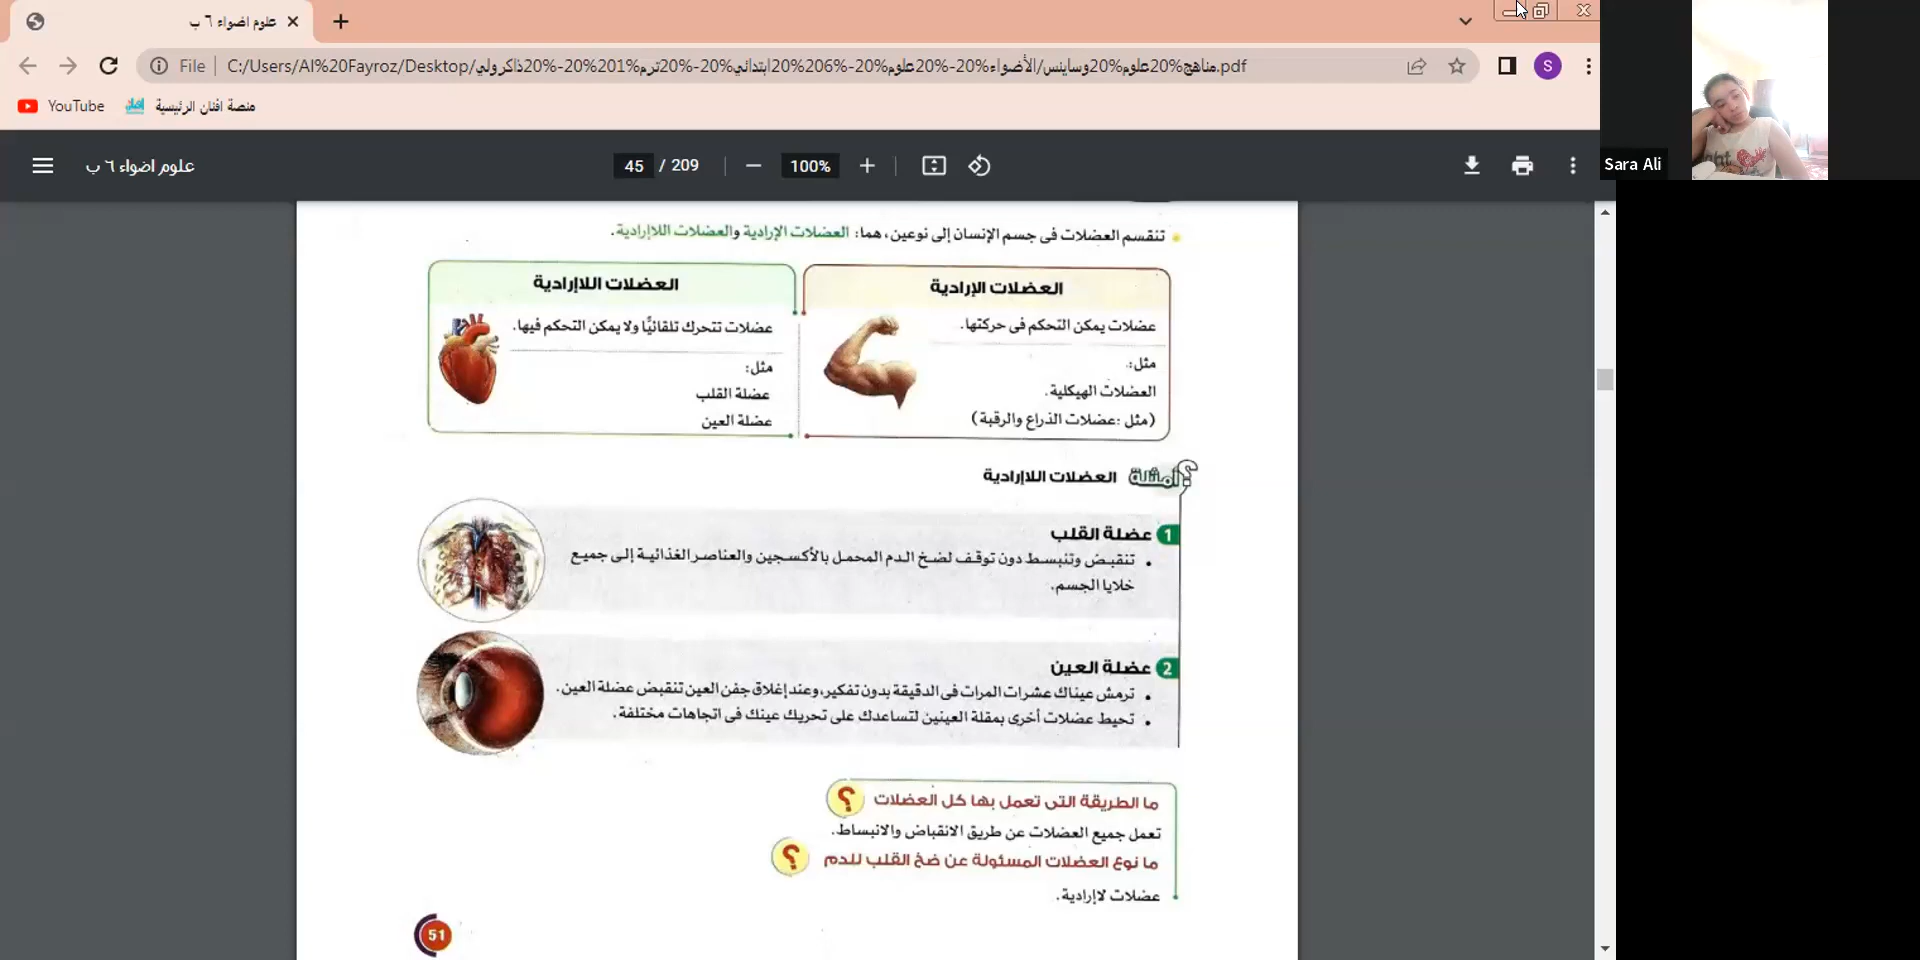 علوم اضواء ٦ ب
File
C:/Users/Al%20Fayroz/Desktop/مناهج%20علوم%20وساينس/الأضواء%20-%20علوم%20-%206%20ابتدائي%20-%20ترم%201%20-%20ذاكرولي.pdf
S
YouTube
منصة افنان الرئيسية
علوم اضواء ٦ ب
45 / 209
100%
Sara Ali
تنقسم العضلات فى جسم الإنسان إلى نوعين، هما: العضلات الإرادية والعضلات اللاإرادية.
العضلات الإرادية
عضلات يمكن التحكم فى حركتها.
مثل:
العضلات الهيكلية.
(مثل :عضلات الذراع والرقبة)
العضلات اللاإرادية
عضلات تتحرك تلقائيًّا ولا يمكن التحكم فيها.
مثل:
عضلة القلب
عضلة العين
أمثلة العضلات اللاإرادية
1 عضلة القلب
• تنقبض وتنبسط دون توقف لضخ الدم المحمل بالأكسجين والعناصر الغذائية إلى جميع
خلايا الجسم.
2 عضلة العين
• ترمش عيناك عشرات المرات فى الدقيقة بدون تفكير، وعند إغلاق جفن العين تنقبض عضلة العين.
• تحيط عضلات أخرى بمقلة العينين لتساعدك على تحريك عينك فى اتجاهات مختلفة.
ما الطريقة التى تعمل بها كل العضلات ؟
تعمل جميع العضلات عن طريق الانقباض والانبساط.
ما نوع العضلات المسئولة عن ضخ القلب للدم ؟
عضلات لاإرادية.
51